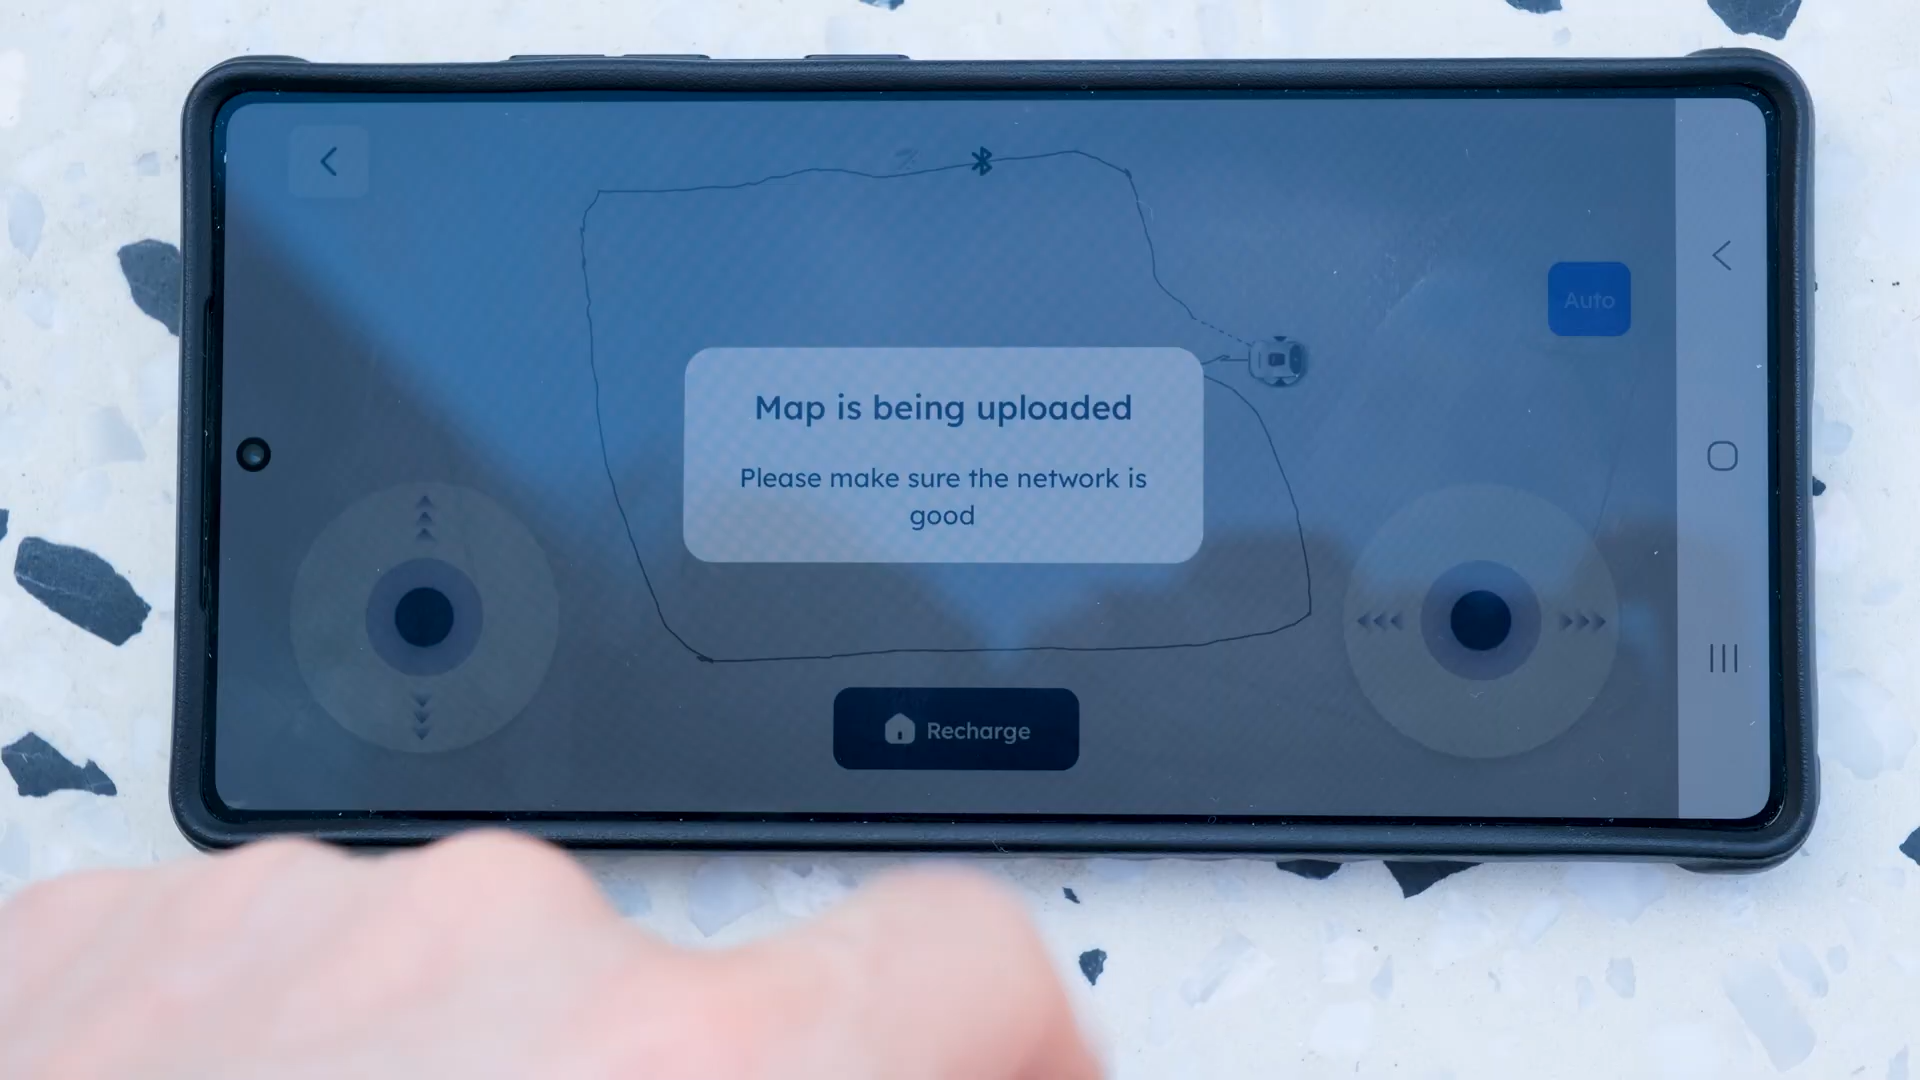 Auto
Map is being uploaded
Please make sure the network is
good
Recharge